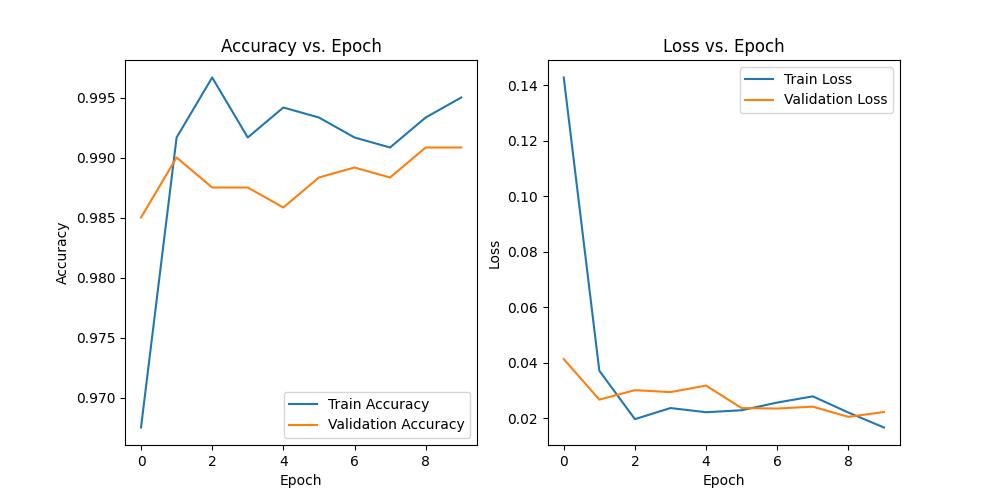 Accuracy vs. Epoch
0.995
0.990
0.985
0.980
0.975
0.970
Accuracy
Train Accuracy
Validation Accuracy
0 2 4 6 8
Epoch
Loss vs. Epoch
0.14
0.12
0.10
0.08
0.06
0.04
0.02
Loss
Train Loss
Validation Loss
0 2 4 6 8
Epoch